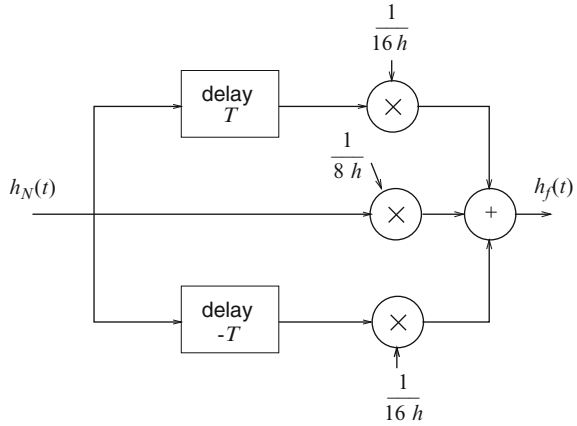 1
16 h
delay
T
×
1
8 h
h_N(t)
×
+
h_f(t)
delay
-T
×
1
16 h